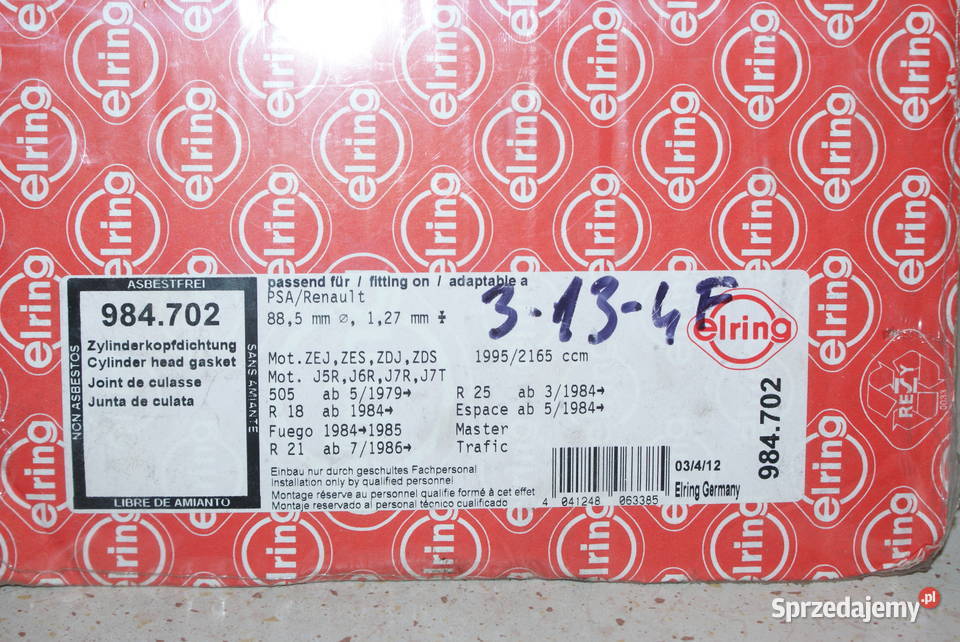 ASBESTFREI
NON ASBESTOS
SANS AMIANTE
LIBRE DE AMIANTO
984.702
Zylinderkopfdichtung
Cylinder head gasket
Joint de culasse
Junta de culata
passend für / fitting on / adaptable a
PSA/Renault
88,5 mm ⌀, 1,27 mm
3-13-4F
elring
Mot. ZEJ, ZES, ZDJ, ZDS 1995/2165 ccm
Mot. J5R, J6R, J7R, J7T
505 ab 5/1979→ R 25 ab 3/1984→
R 18 ab 1984→ Espace ab 5/1984→
Fuego 1984→1985 Master
R 21 ab 7/1986→ Trafic
Einbau nur durch geschultes Fachpersonal
Installation only by qualified personnel
Montage réserve au personnel qualifie formé à cet effet
Montaje reservado al personal técnico cualificado
4 041248 063385
03/4/12
Elring Germany
984.702
RESY
Sprzedajemy.pl